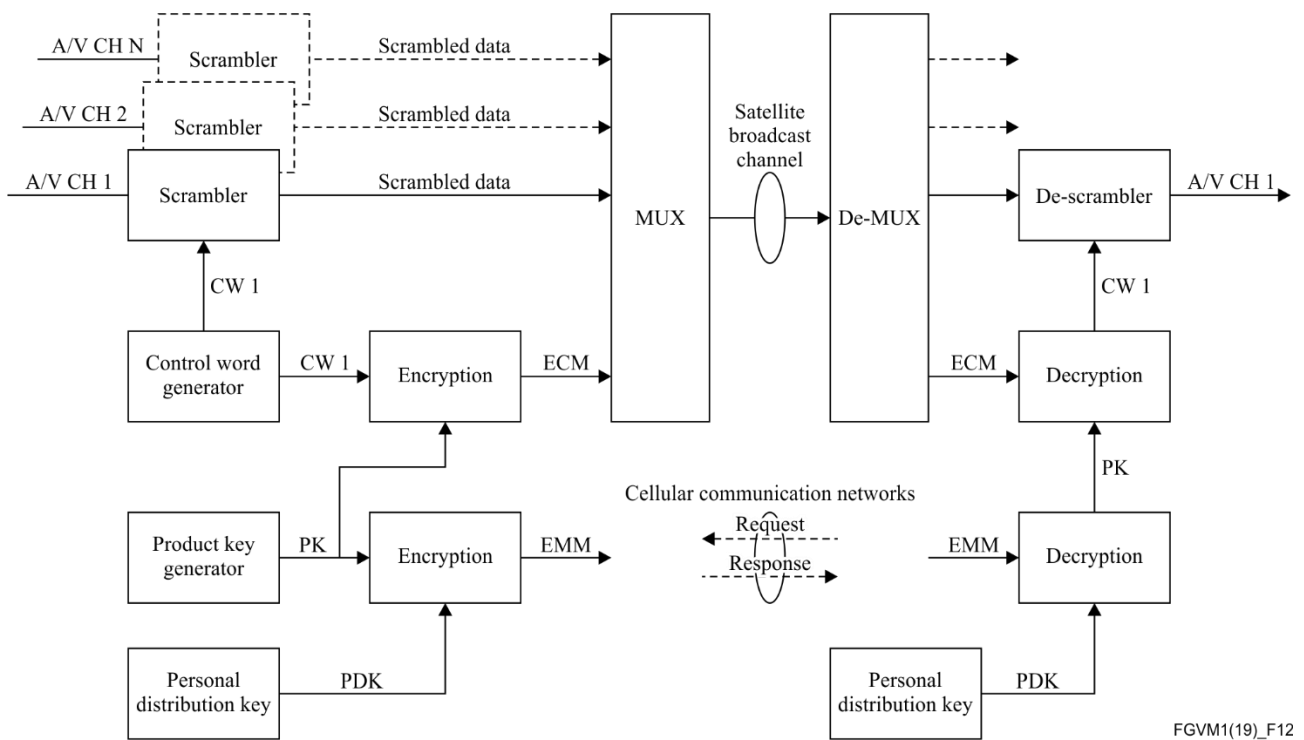 A/V CH N
Scrambler
Scrambled data
A/V CH 2
Scrambler
Scrambled data
Satellite
broadcast
channel
A/V CH 1
Scrambler
Scrambled data
MUX
De-MUX
De-scrambler
A/V CH 1
CW 1
CW 1
Control word
generator
CW 1
Encryption
ECM
ECM
Decryption
PK
Cellular communication networks
Request
Response
Product key
generator
PK
Encryption
EMM
EMM
Decryption
Personal
distribution key
PDK
Personal
distribution key
PDK
FGVM1(19)_F12